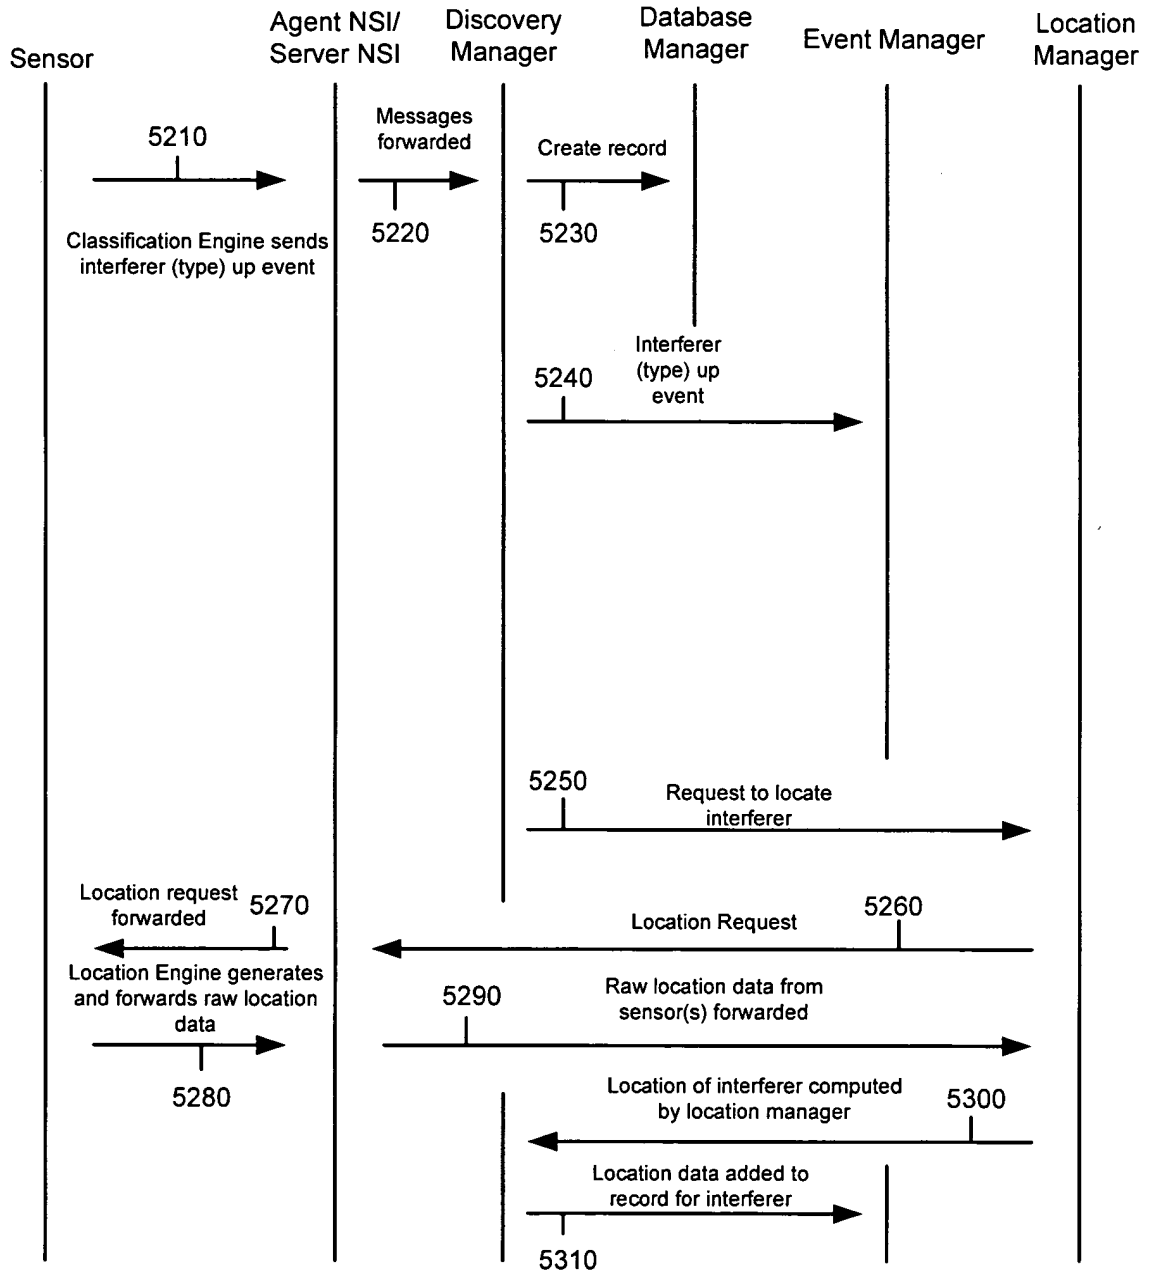 Sensor
Agent NSI/
Server NSI
Discovery
Manager
Database
Manager
Event Manager
Location
Manager
5210
Messages
forwarded
Create record
5220
5230
Classification Engine sends
interferer (type) up event
5240
Interferer
(type) up
event
5250
Request to locate
interferer
Location request
forwarded
5270
Location Request
5260
Location Engine generates
and forwards raw location
data
5290
Raw location data from
sensor(s) forwarded
5280
Location of interferer computed
by location manager
5300
Location data added to
record for interferer
5310